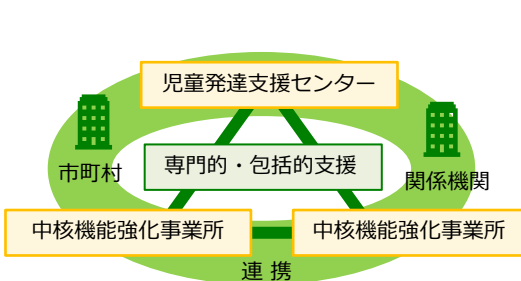 児童発達支援センター
市町村
専門的・包括的支援
関係機関
中核機能強化事業所
中核機能強化事業所
連 携